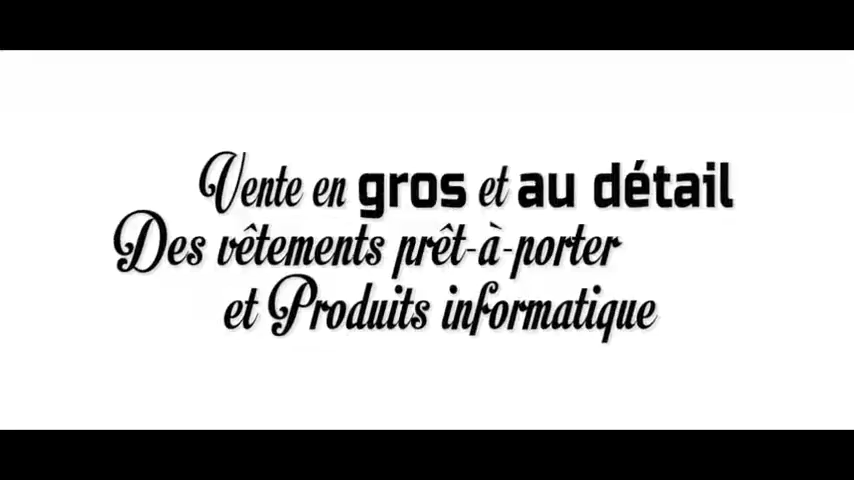 Vente en gros et au détail
Des vêtements prêt-à-porter
et Produits informatique